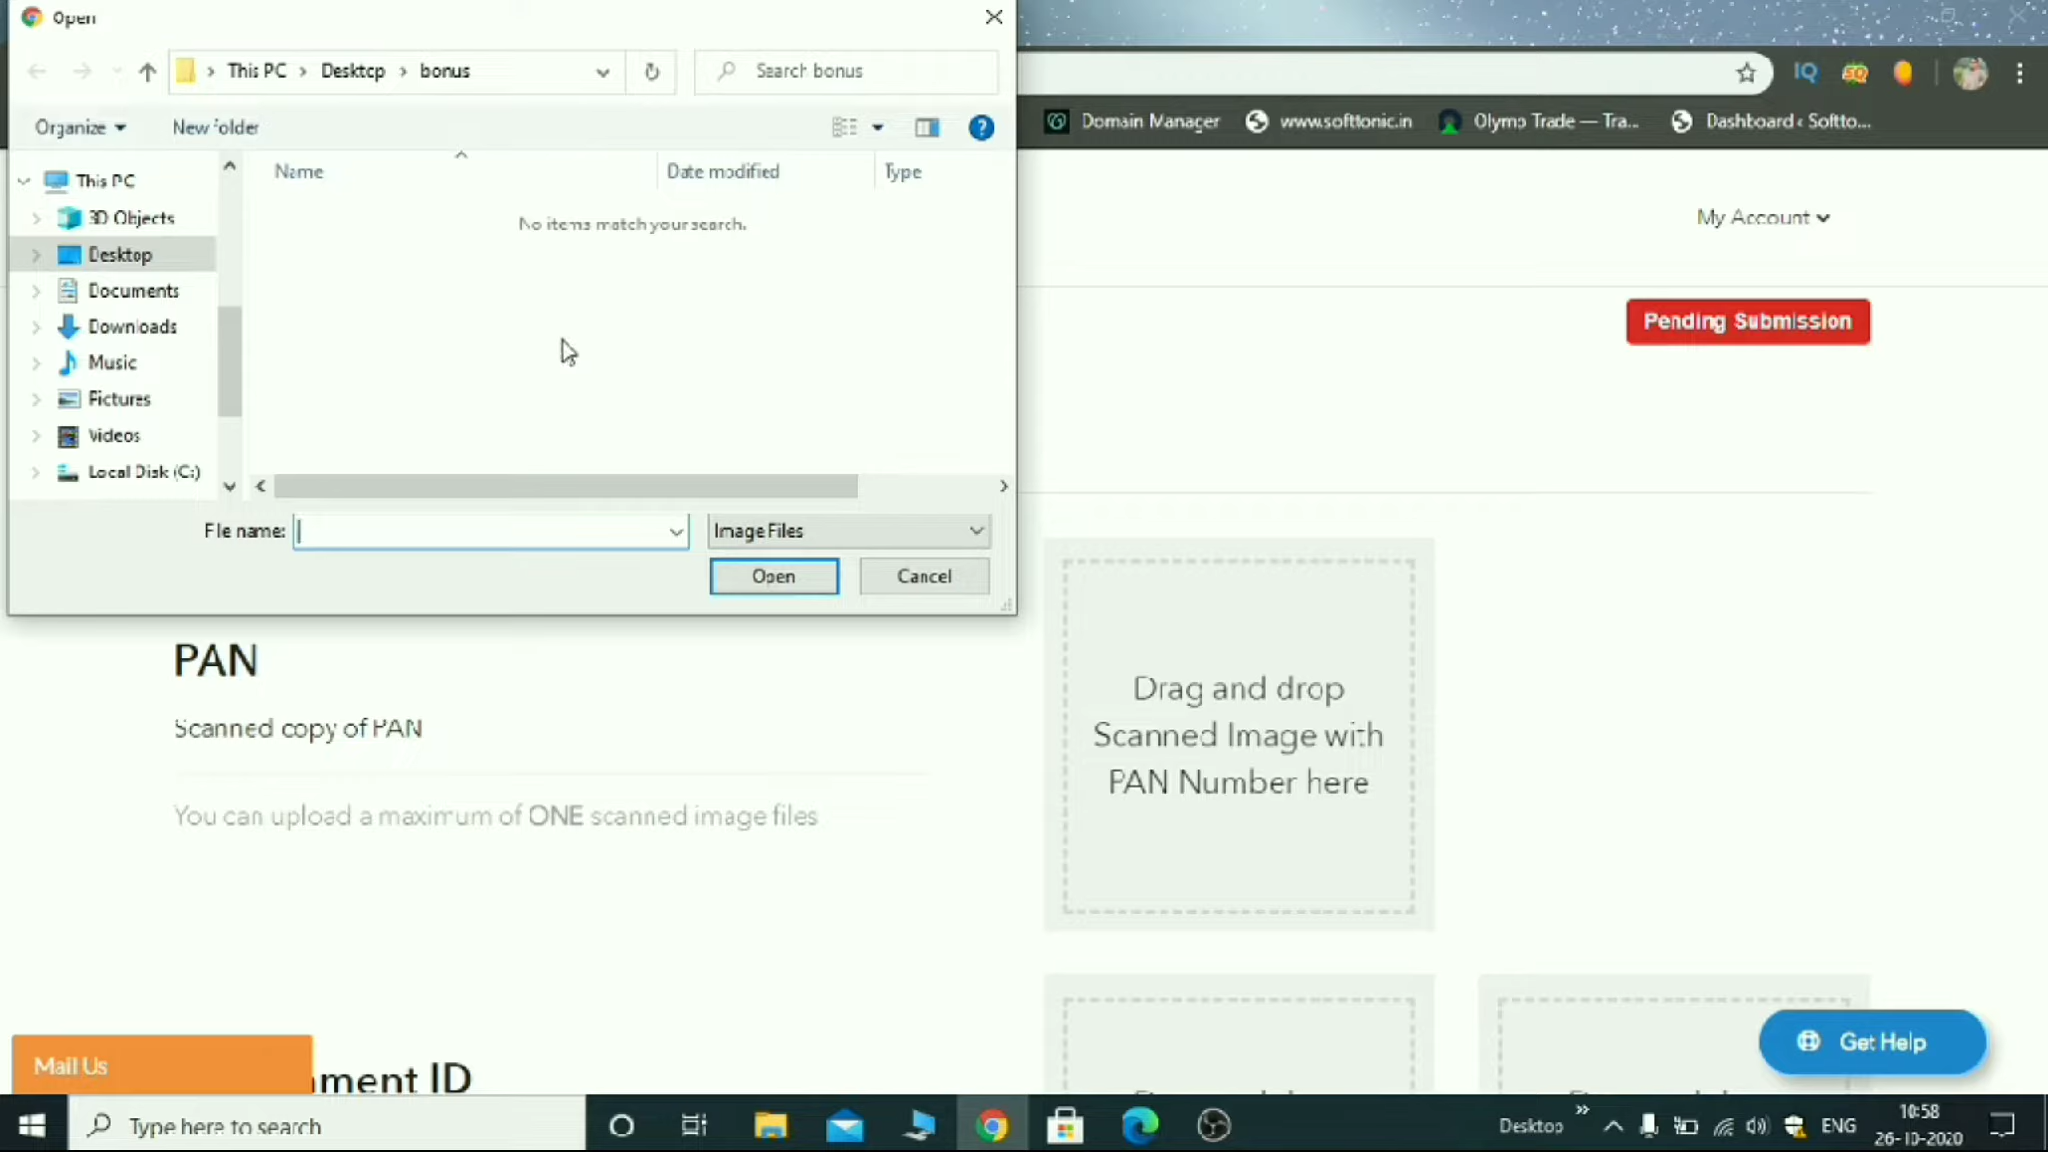 Open
This PC
Desktop
bonus
Search bonus
Organize
New folder
Domain Manager
www.softtonic.in
Olymp Trade — Tra...
Dashboard ‹ Softto...
Name
Date modified
Type
No items match your search.
This PC
3D Objects
Desktop
Documents
Downloads
Music
Pictures
Videos
Local Disk (C:)
My Account
Pending Submission
File name:
Image Files
Open
Cancel
PAN
Scanned copy of PAN
You can upload a maximum of ONE scanned image files
Drag and drop
Scanned Image with
PAN Number here
Mail Us
ment ID
Get Help
Type here to search
Desktop
ENG
10:58
26-10-2020